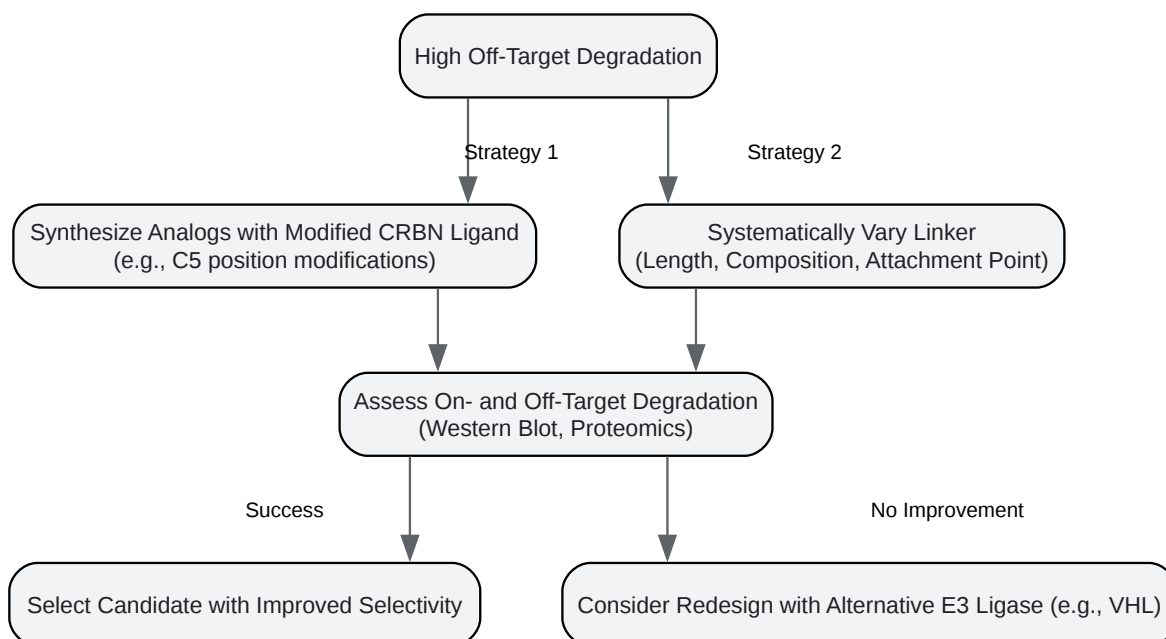 High Off-Target Degradation
Strategy 1
Strategy 2
Synthesize Analogs with Modified CRBN Ligand
(e.g., C5 position modifications)
Systematically Vary Linker
(Length, Composition, Attachment Point)
Assess On- and Off-Target Degradation
(Western Blot, Proteomics)
Success
No Improvement
Select Candidate with Improved Selectivity
Consider Redesign with Alternative E3 Ligase (e.g., VHL)